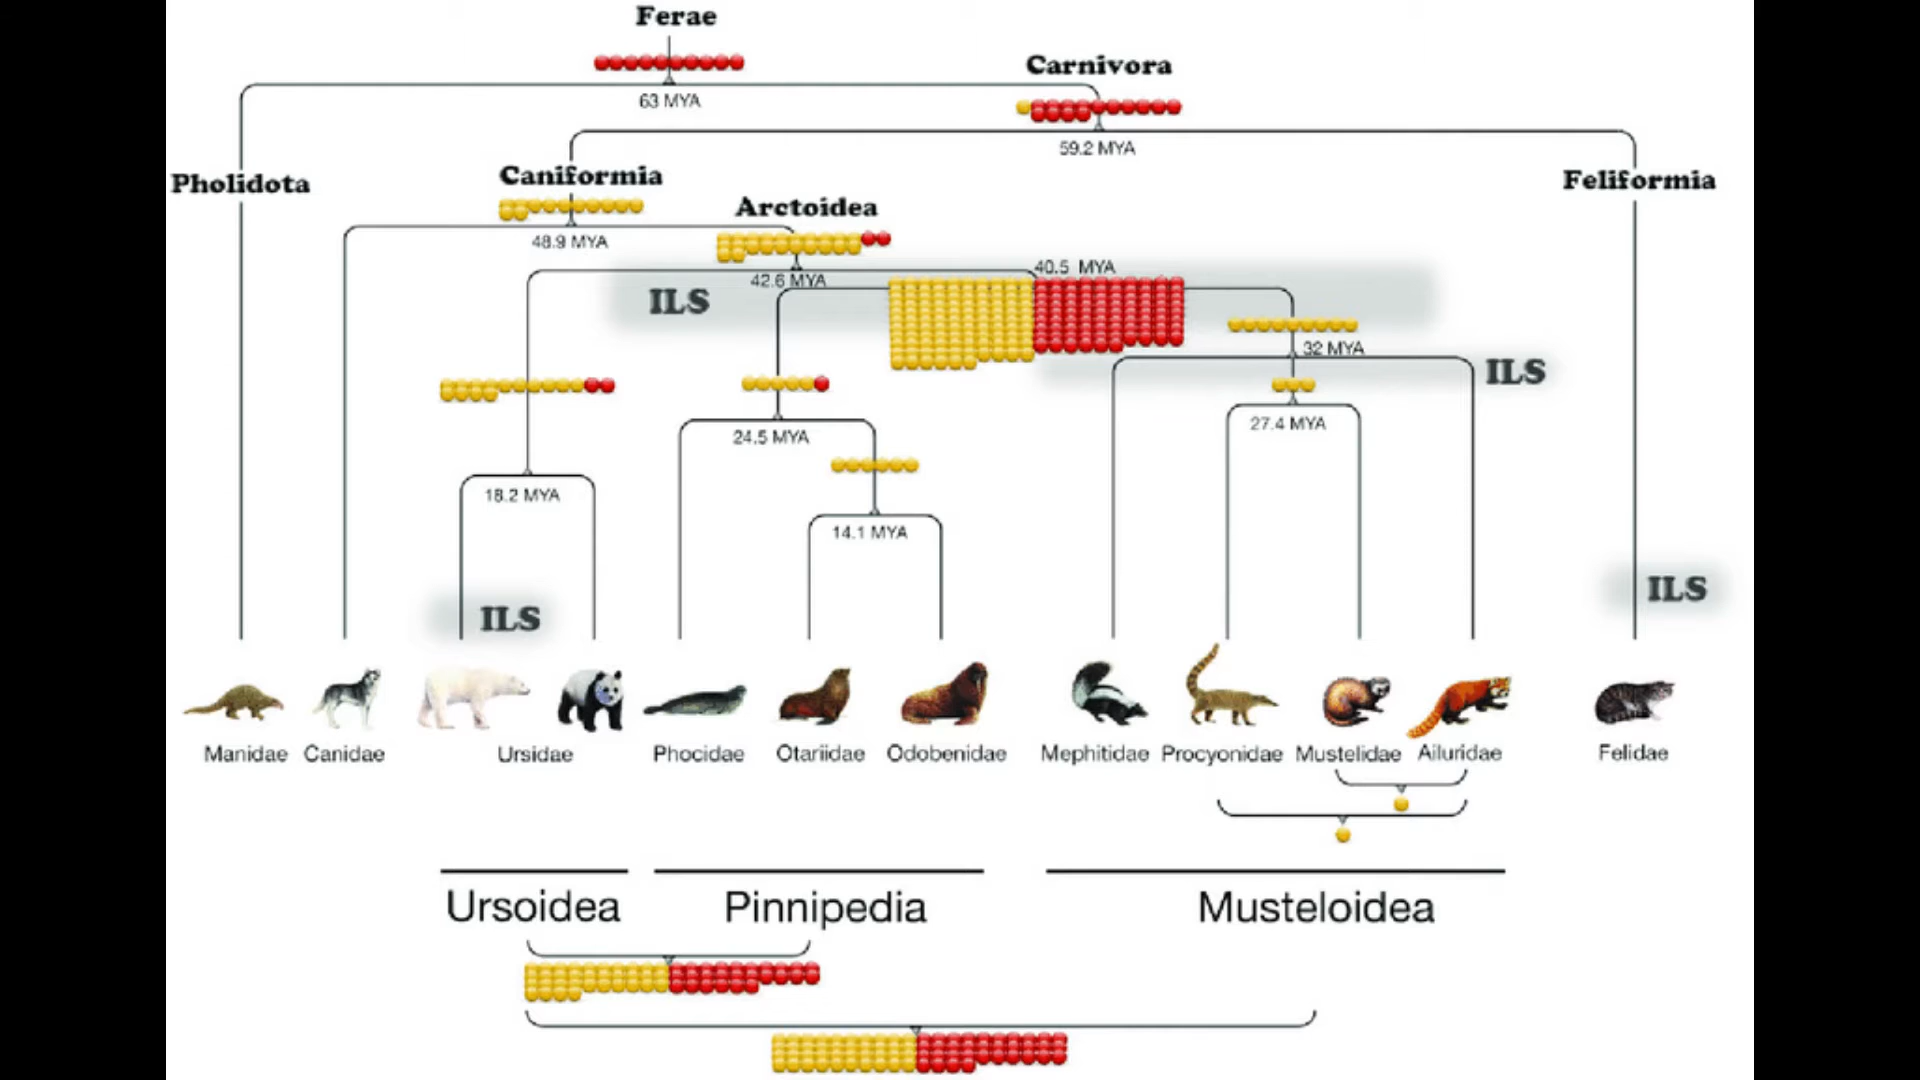 Ferae
Carnivora
63 MYA
59.2 MYA
Pholidota
Caniformia
Feliformia
Arctoidea
48.9 MYA
40.5 MYA
42.6 MYA
ILS
32 MYA
ILS
27.4 MYA
24.5 MYA
18.2 MYA
14.1 MYA
ILS
ILS
Manidae Canidae Ursidae Phocidae Otariidae Odobenidae Mephitidae Procyonidae Mustelidae Ailuridae Felidae
Ursoidea Pinnipedia Musteloidea